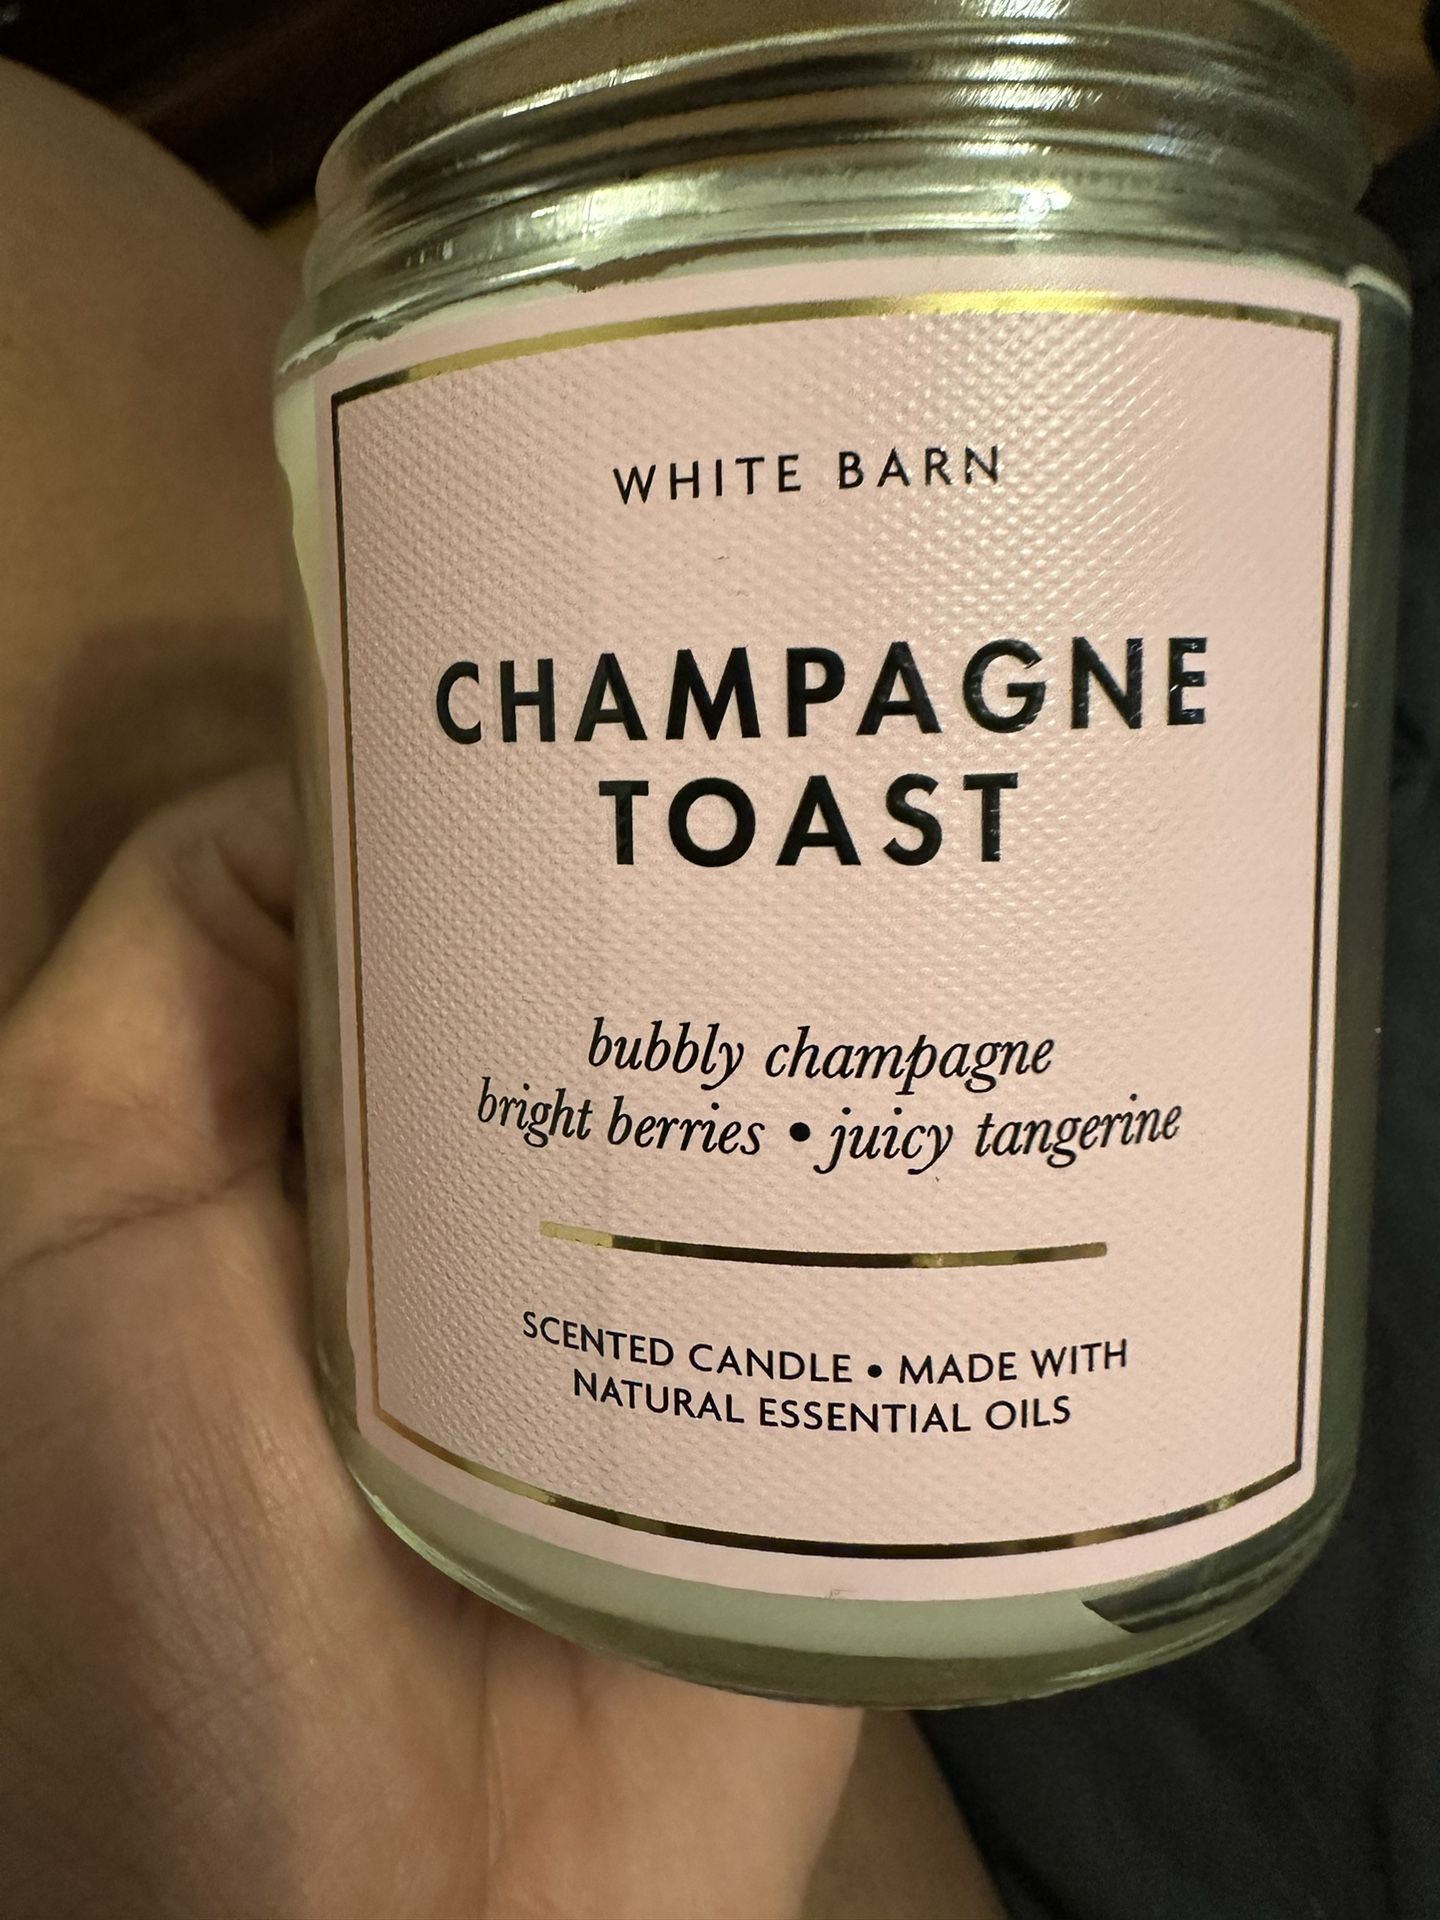 WHITE BARN
CHAMPAGNE
TOAST
bubbly champagne
bright berries • juicy tangerine
SCENTED CANDLE • MADE WITH
NATURAL ESSENTIAL OILS